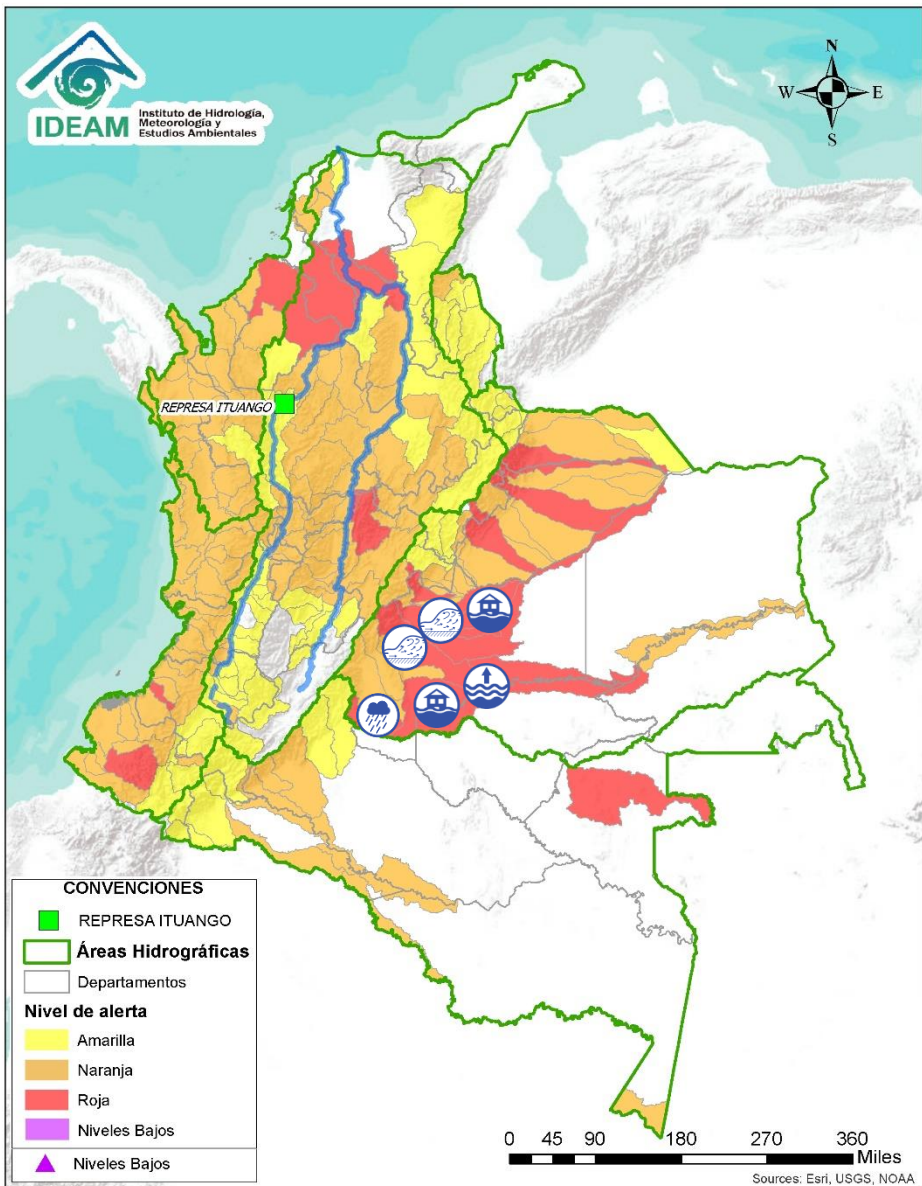 IDEAM
Instituto de Hidrología,
Meteorología y
Estudios Ambientales
N
W
E
S
REPRESA ITUANGO
CONVENCIONES
REPRESA ITUANGO
Áreas Hidrográficas
Departamentos
Nivel de alerta
Amarilla
Naranja
Roja
Niveles Bajos
Niveles Bajos
0 45 90 180 270 360
Miles
Sources: Esri, USGS, NOAA